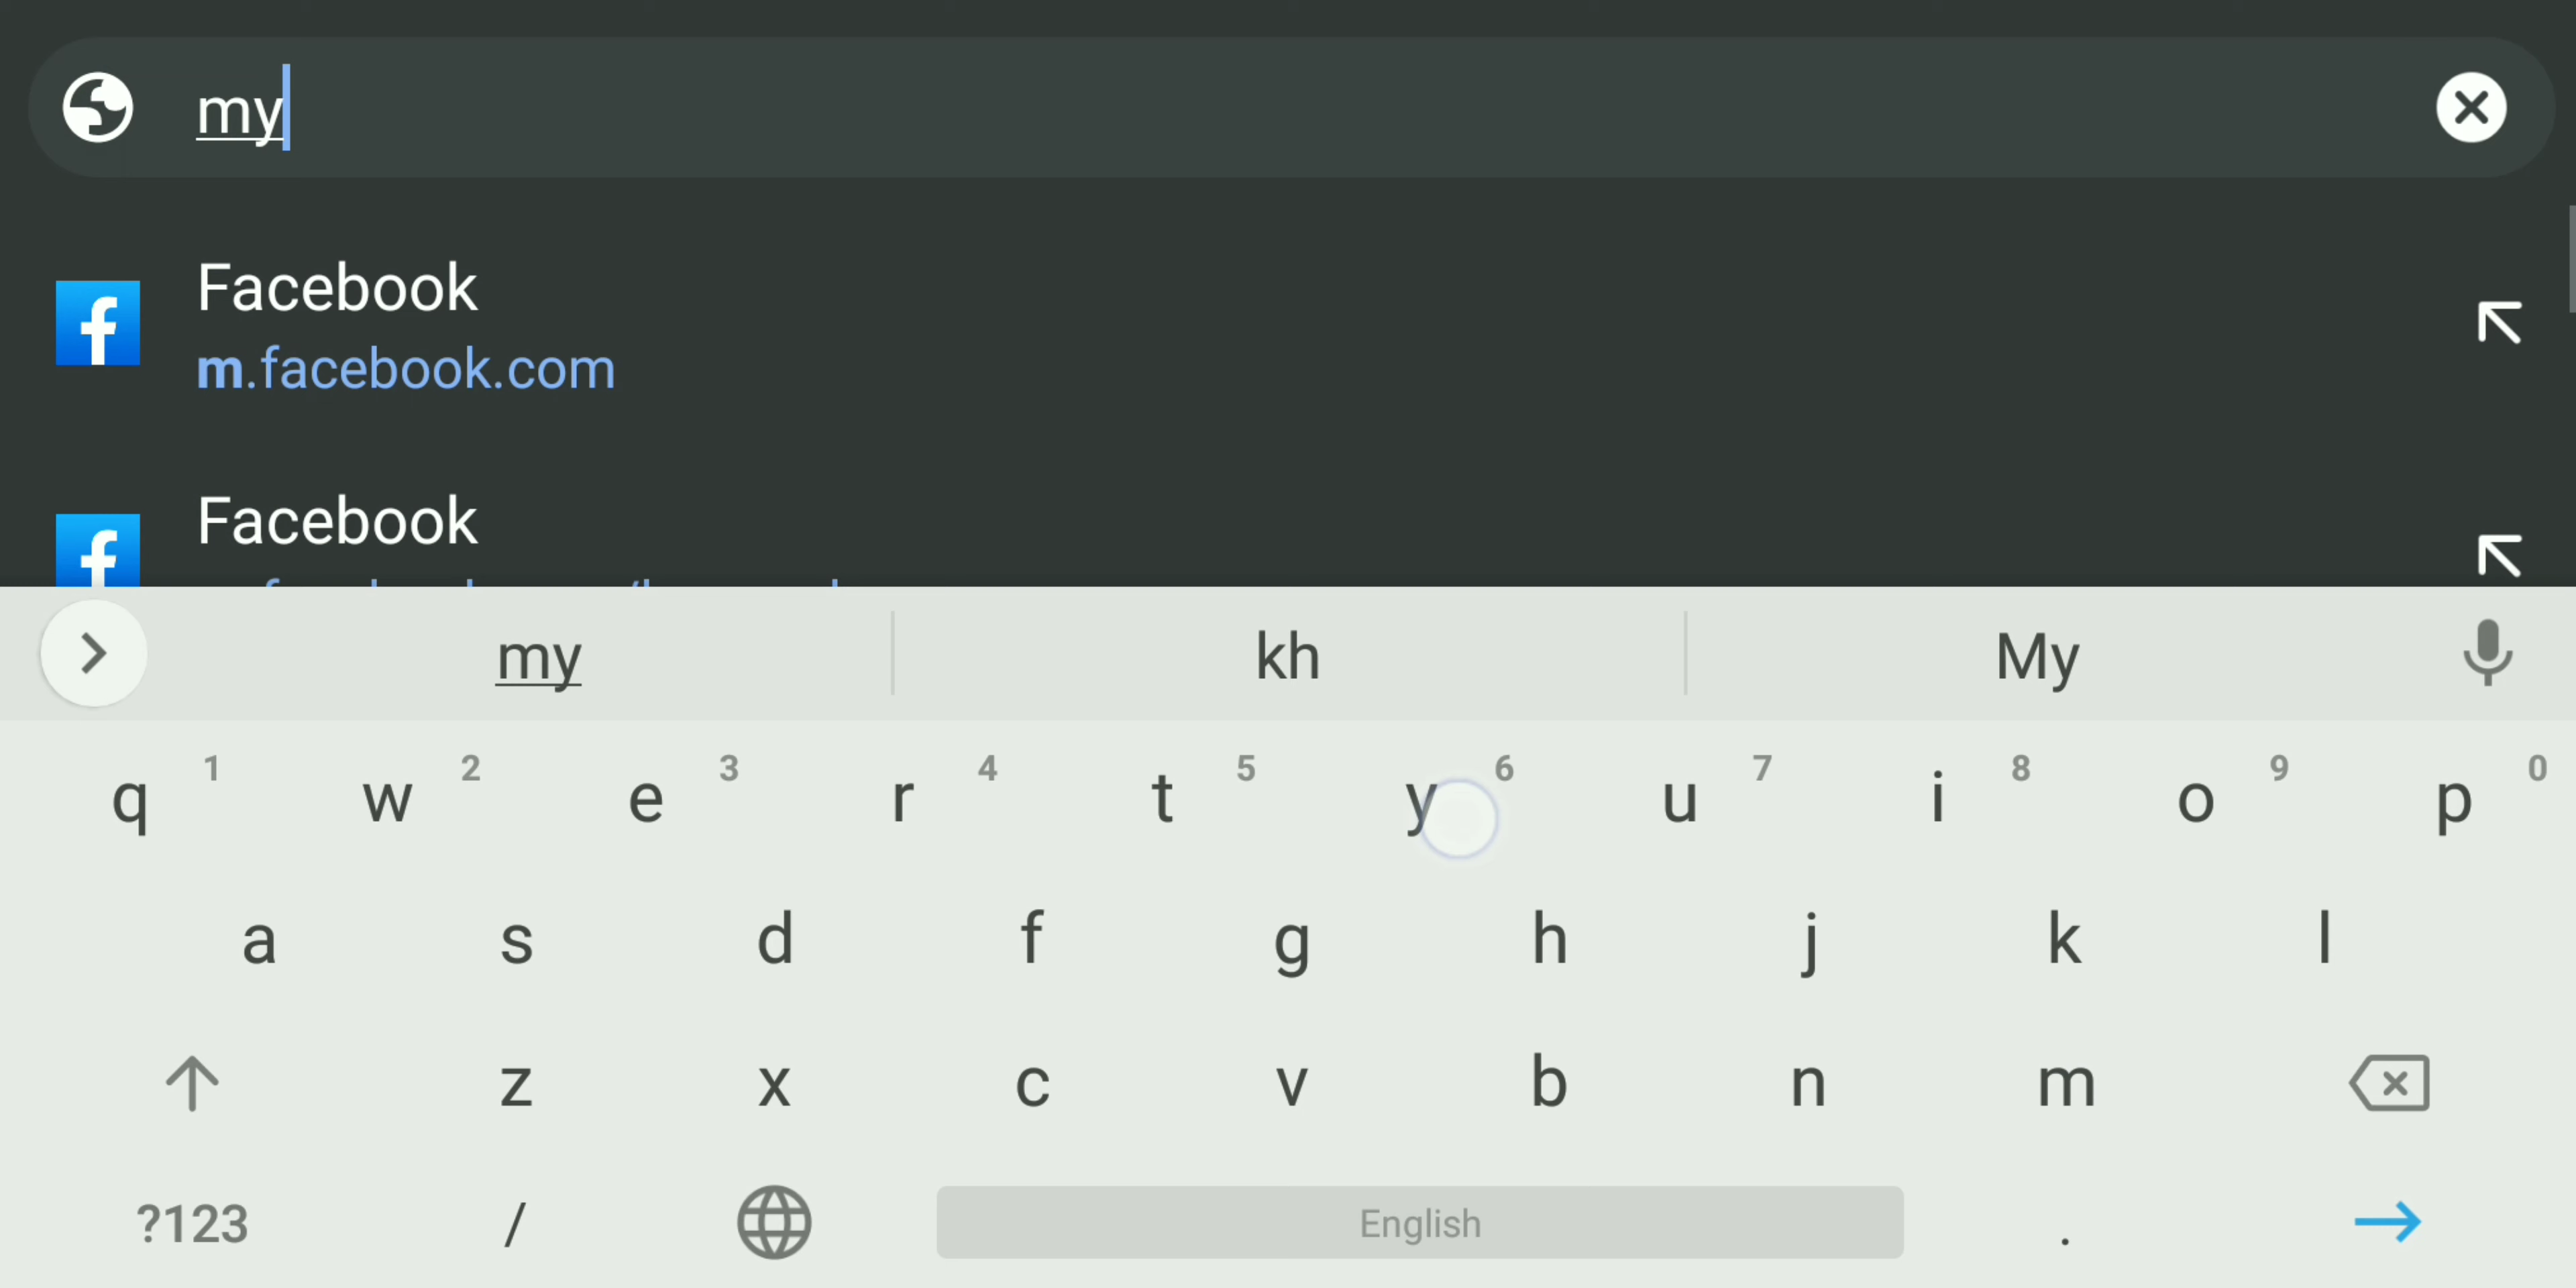 my
Facebook
m.facebook.com
Facebook
my kh My
q 1 w 2 e 3 r 4 t 5 y 6 u 7 i 8 o 9 p 0
a s d f g h j k l
z x c v b n m
?123 / English .